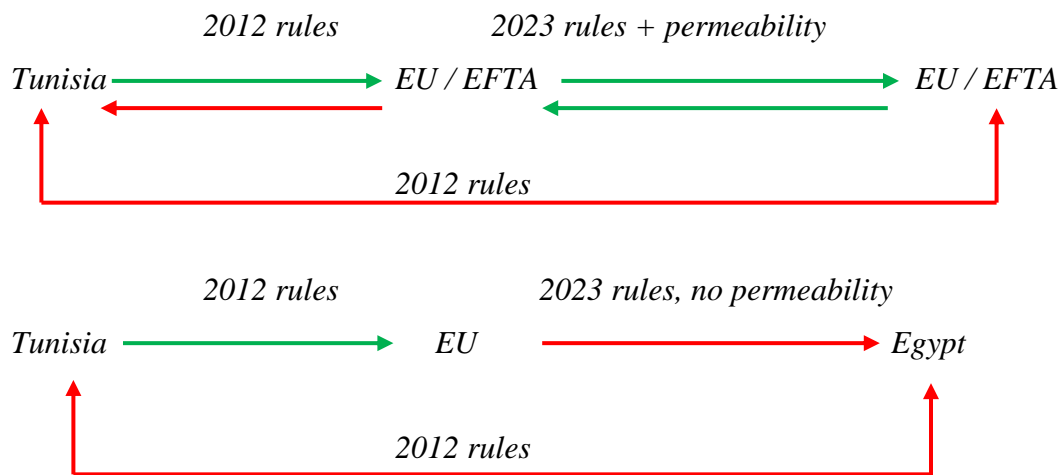 2012 rules 2023 rules + permeability
Tunisia EU / EFTA EU / EFTA
2012 rules
2012 rules 2023 rules, no permeability
Tunisia EU Egypt
2012 rules